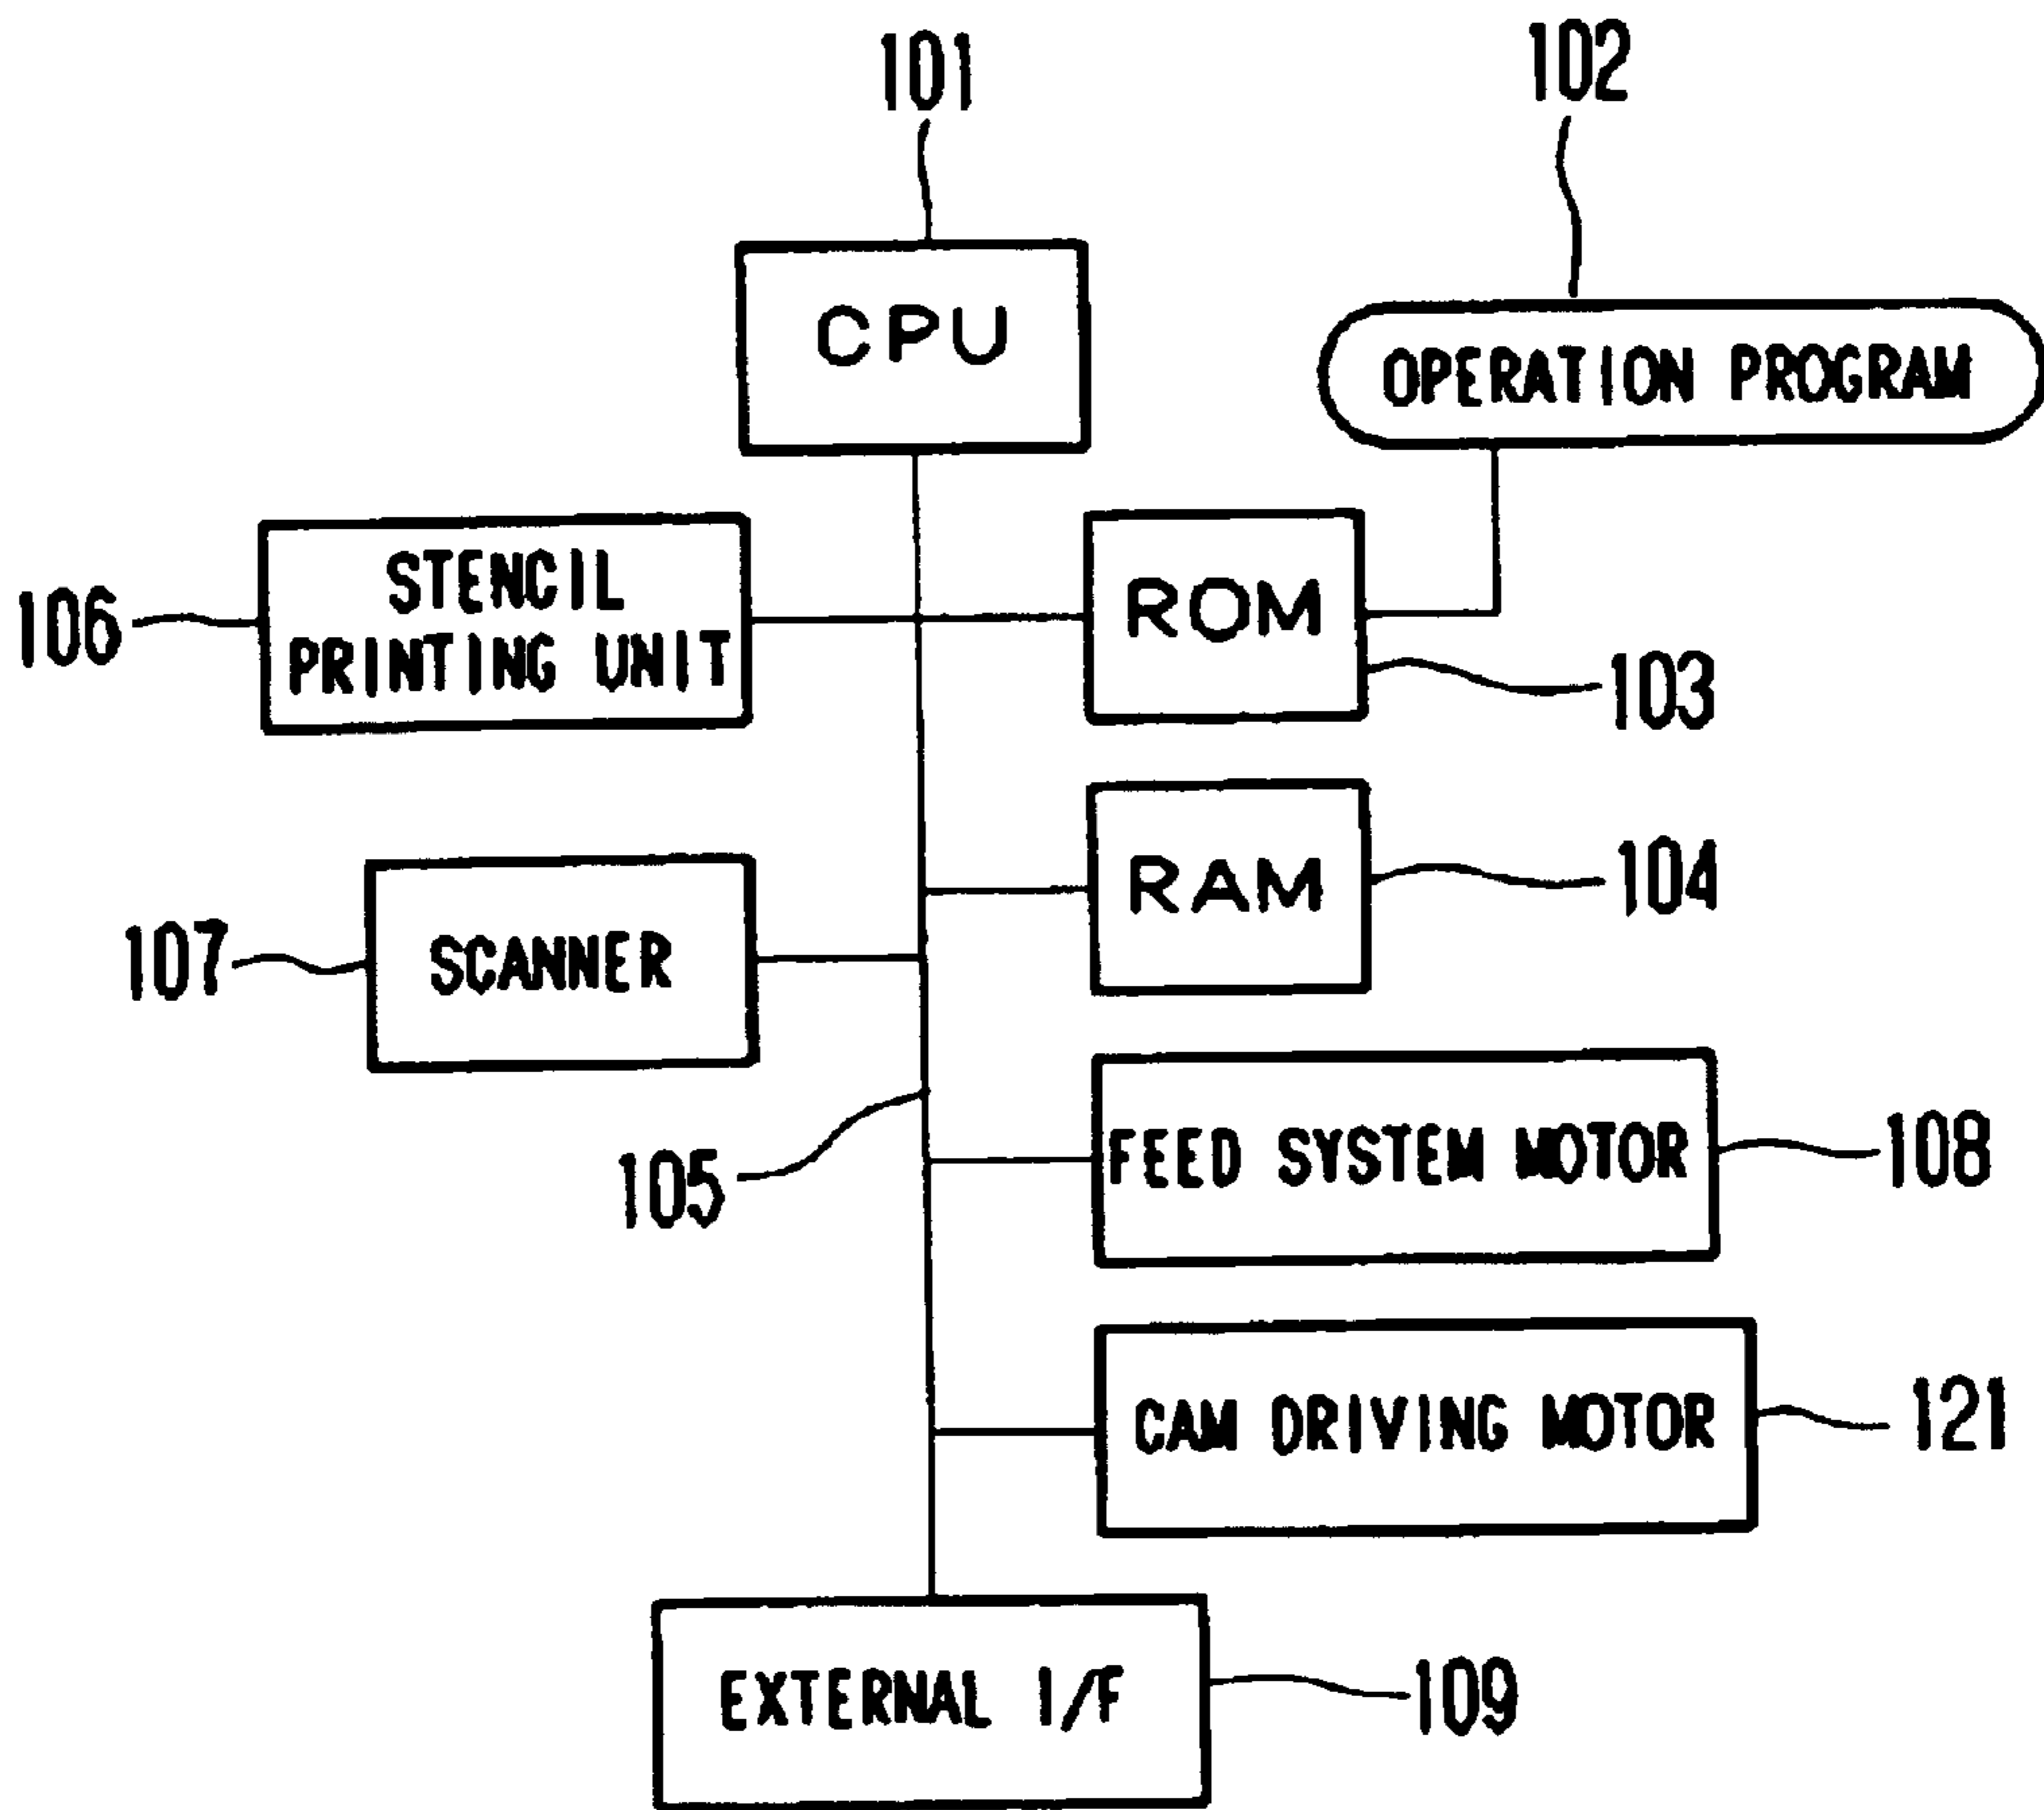 101
102
CPU
OPERATION PROGRAM
STENCIL
PRINTING UNIT
106
ROM
103
RAM
104
107
SCANNER
105
FEED SYSTEM MOTOR
108
CAM DRIVING MOTOR
121
EXTERNAL I/F
109